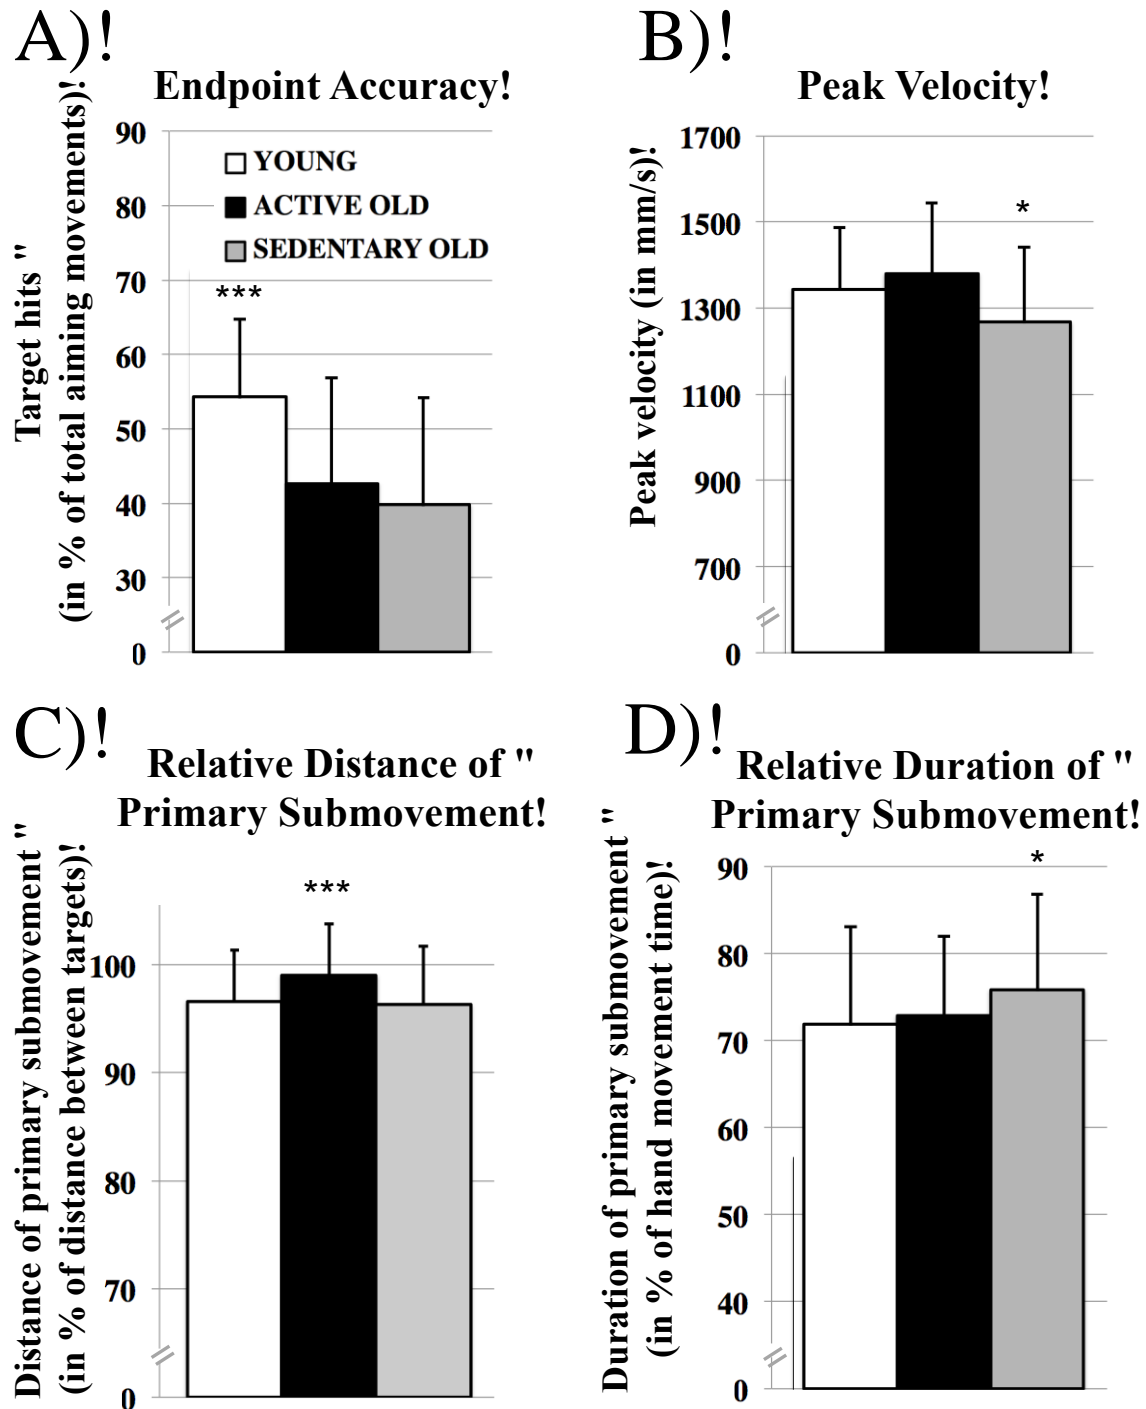 A)!
Endpoint Accuracy!
Target hits "
(in % of total aiming movements)!
90
80
70
60
50
40
30
0
YOUNG
ACTIVE OLD
SEDENTARY OLD
***
B)!
Peak Velocity!
Peak velocity (in mm/s)!
1700
1500
1300
1100
900
700
0
*
C)!
Relative Distance of "
Primary Submovement!
Distance of primary submovement"
(in % of distance between targets)!
100
90
80
70
0
***
D)!
Relative Duration of "
Primary Submovement!
Duration of primary submovement"
(in % of hand movement time)!
90
80
70
60
50
40
0
*